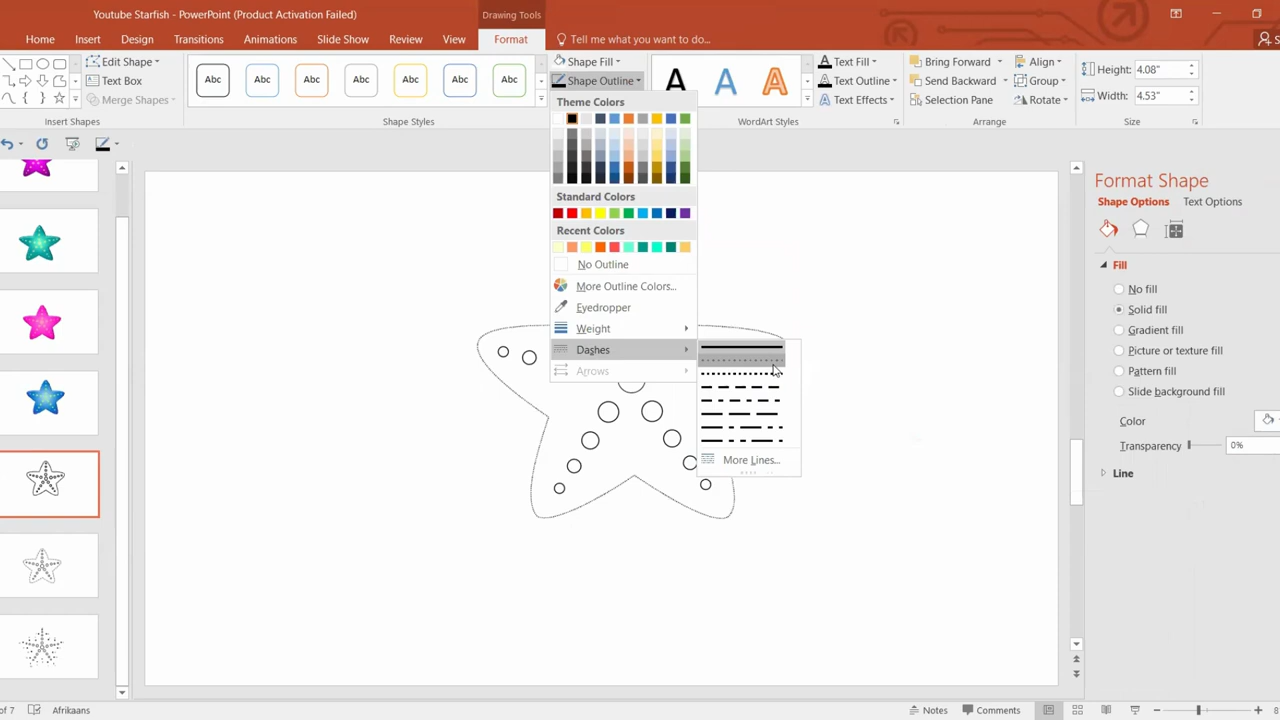 Youtube Starfish - PowerPoint (Product Activation Failed)
Drawing Tools
Home Insert Design Transitions Animations Slide Show Review View Format Tell me what you want to do...
Edit Shape
Text Box
Merge Shapes
Insert Shapes
Abc Abc Abc Abc Abc Abc Abc
Shape Styles
Shape Fill
Shape Outline
A A A
WordArt Styles
Text Fill
Text Outline
Text Effects
Bring Forward
Send Backward
Selection Pane
Align
Group
Rotate
Arrange
Height: 4.08"
Width: 4.53"
Size
Theme Colors
Standard Colors
Recent Colors
No Outline
More Outline Colors...
Eyedropper
Weight
Dashes
Arrows
More Lines...
Format Shape
Shape Options Text Options
Fill
No fill
Solid fill
Gradient fill
Picture or texture fill
Pattern fill
Slide background fill
Color
Transparency 0%
Line
of 7 Afrikaans Notes Comments